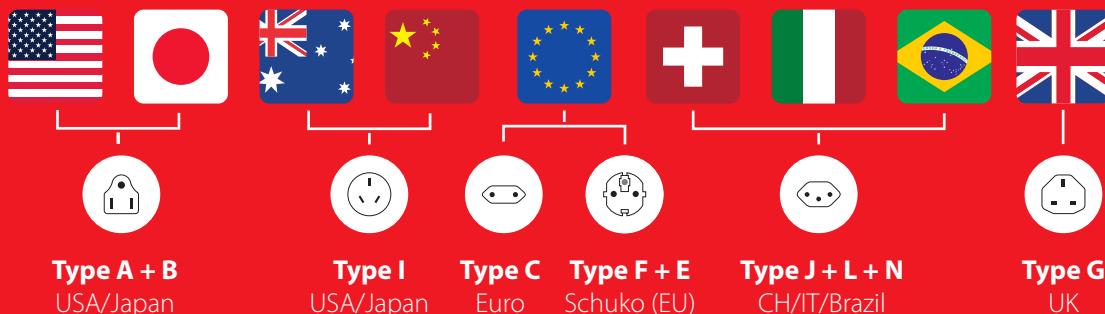 Type A + B
USA/Japan
Type I
USA/Japan
Type C
Euro
Type F + E
Schuko (EU)
Type J + L + N
CH/IT/Brazil
Type G
UK